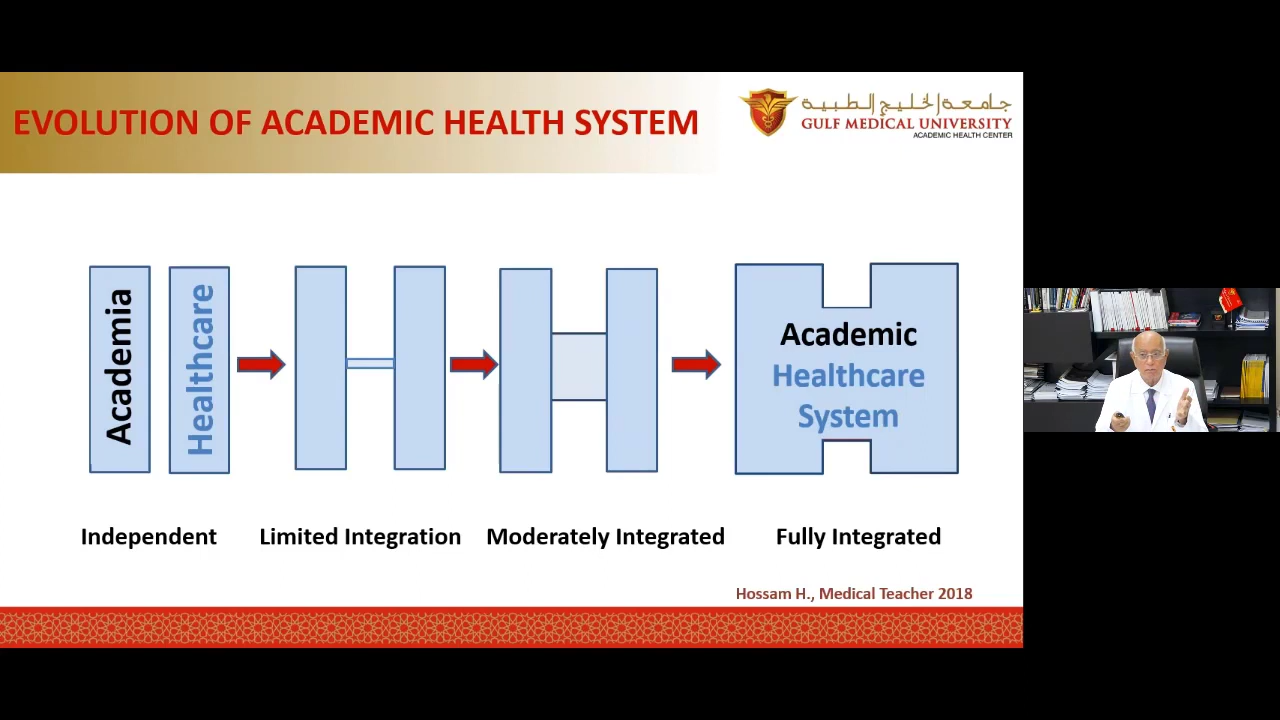 EVOLUTION OF ACADEMIC HEALTH SYSTEM
جامعة الخليج الطبية
GULF MEDICAL UNIVERSITY
ACADEMIC HEALTH CENTER
Academia
Healthcare
Academic
Healthcare
System
Independent
Limited Integration
Moderately Integrated
Fully Integrated
Hossam H., Medical Teacher 2018